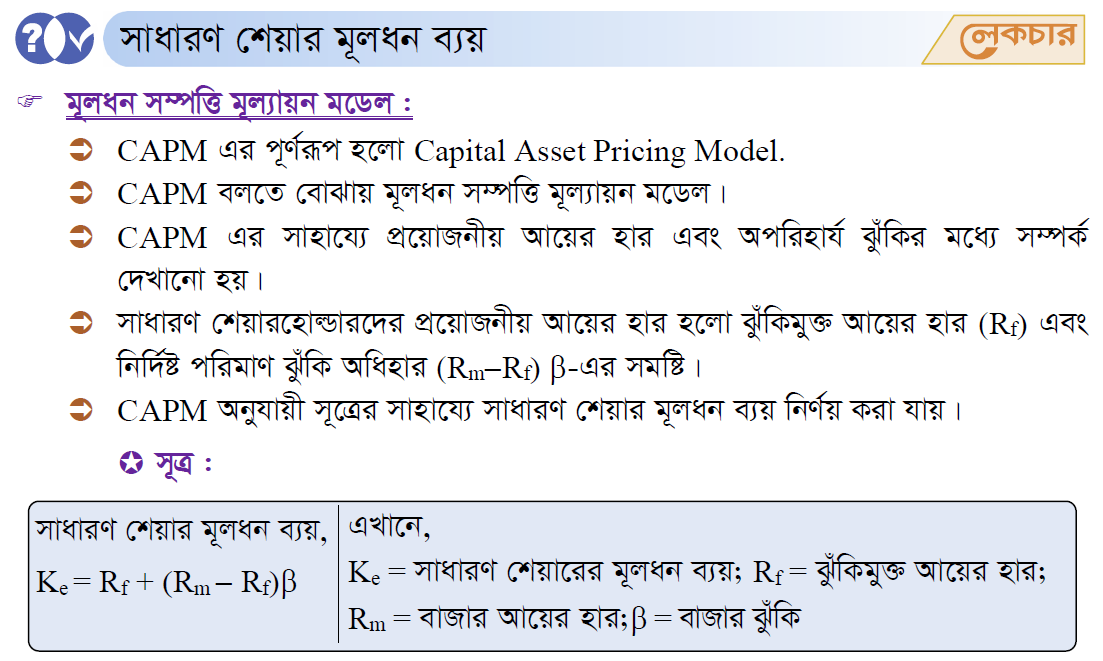 সাধারণ শেয়ার মূলধন ব্যয়
লেকচার
মূলধন সম্পত্তি মূল্যায়ন মডেল :
CAPM এর পূর্ণরূপ হলো Capital Asset Pricing Model.
CAPM বলতে বোঝায় মূলধন সম্পত্তি মূল্যায়ন মডেল।
CAPM এর সাহায্যে প্রয়োজনীয় আয়ের হার এবং অপরিহার্য ঝুঁকির মধ্যে সম্পর্ক
দেখানো হয়।
সাধারণ শেয়ারহোল্ডারদের প্রয়োজনীয় আয়ের হার হলো ঝুঁকিমুক্ত আয়ের হার (Rf) এবং
নির্দিষ্ট পরিমাণ ঝুঁকি অধিহার (Rm–Rf) β-এর সমষ্টি।
CAPM অনুযায়ী সূত্রের সাহায্যে সাধারণ শেয়ার মূলধন ব্যয় নির্ণয় করা যায়।
সূত্র :
সাধারণ শেয়ার মূলধন ব্যয়,
Ke = Rf + (Rm – Rf)β
এখানে,
Ke = সাধারণ শেয়ারের মূলধন ব্যয়; Rf = ঝুঁকিমুক্ত আয়ের হার;
Rm = বাজার আয়ের হার; β = বাজার ঝুঁকি